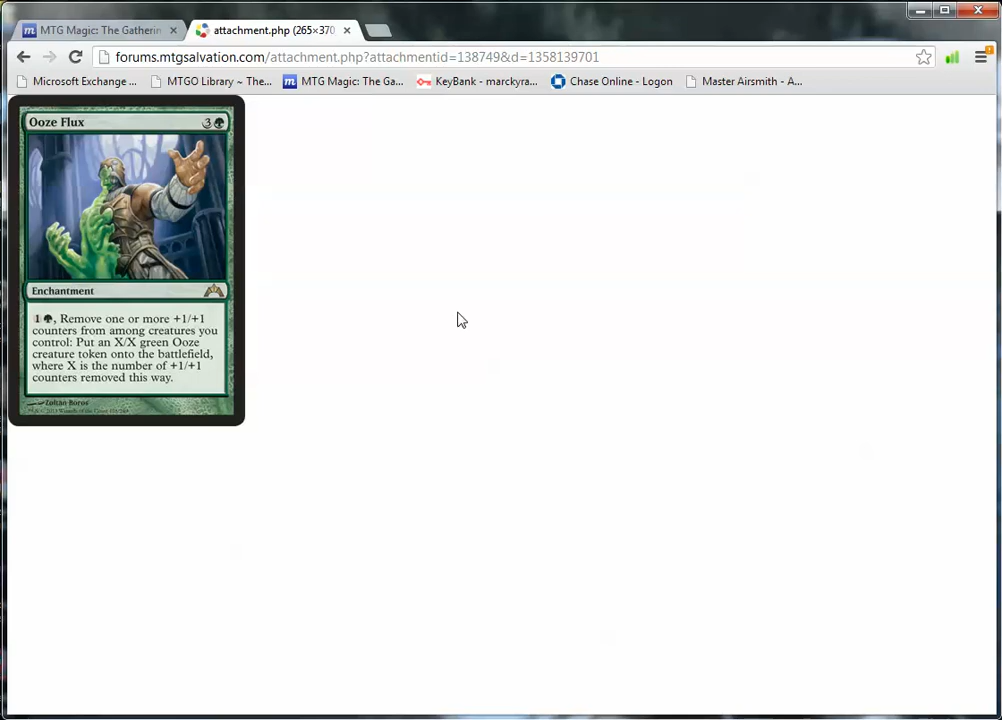 MTG Magic: The Gatherin
attachment.php (265×370
forums.mtgsalvation.com/attachment.php?attachmentid=138749&d=1358139701
Microsoft Exchange ...
MTGO Library ~ The...
MTG Magic: The Ga...
KeyBank - marckyra...
Chase Online - Logon
Master Airsmith - A...
Ooze Flux
3
Enchantment
1 , Remove one or more +1/+1
counters from among creatures you
control: Put an X/X green Ooze
creature token onto the battlefield,
where X is the number of +1/+1
counters removed this way.
Zoltan Boros